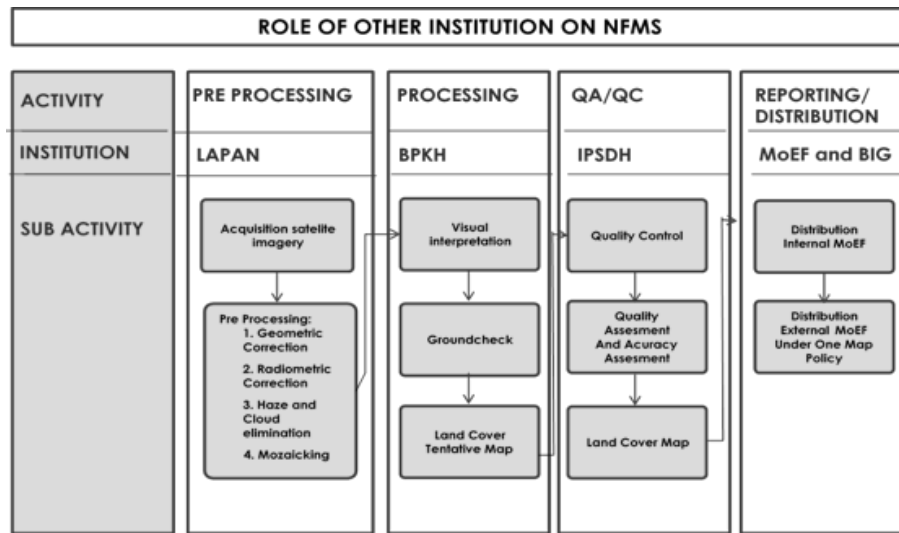 ROLE OF OTHER INSTITUTION ON NFMS
ACTIVITY
PRE PROCESSING
PROCESSING
QA/QC
REPORTING/
DISTRIBUTION
INSTITUTION
LAPAN
BPKH
IPSDH
MoEF and BIG
SUB ACTIVITY
Acquisition satelite
imagery
Pre Processing:
1. Geometric
Correction
2. Radiometric
Correction
3. Haze and
Cloud
elimination
4. Mozaicking
Visual
interpretation
Groundcheck
Land Cover
Tentative Map
Quality Control
Quality
Assesment
And Acuracy
Assesment
Land Cover Map
Distribution
Internal MoEF
Distribution
External MoEF
Under One Map
Policy